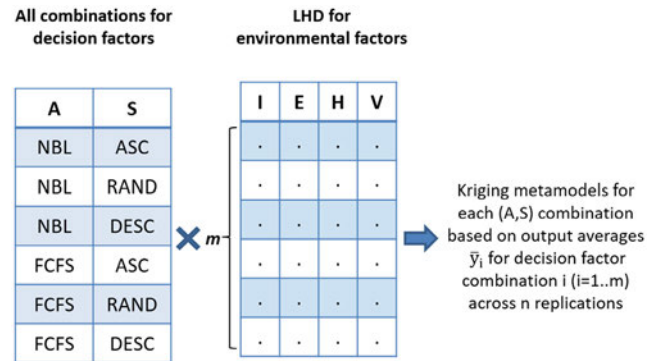 All combinations for
decision factors
A S
NBL ASC
NBL RAND
NBL DESC
FCFS ASC
FCFS RAND
FCFS DESC
×
m
LHD for
environmental factors
I E H V
. . . .
. . . .
. . . .
. . . .
. . . .
. . . .
Kriging metamodels for
each (A,S) combination
based on output averages
y̅ᵢ for decision factor
combination i (i=1..m)
across n replications